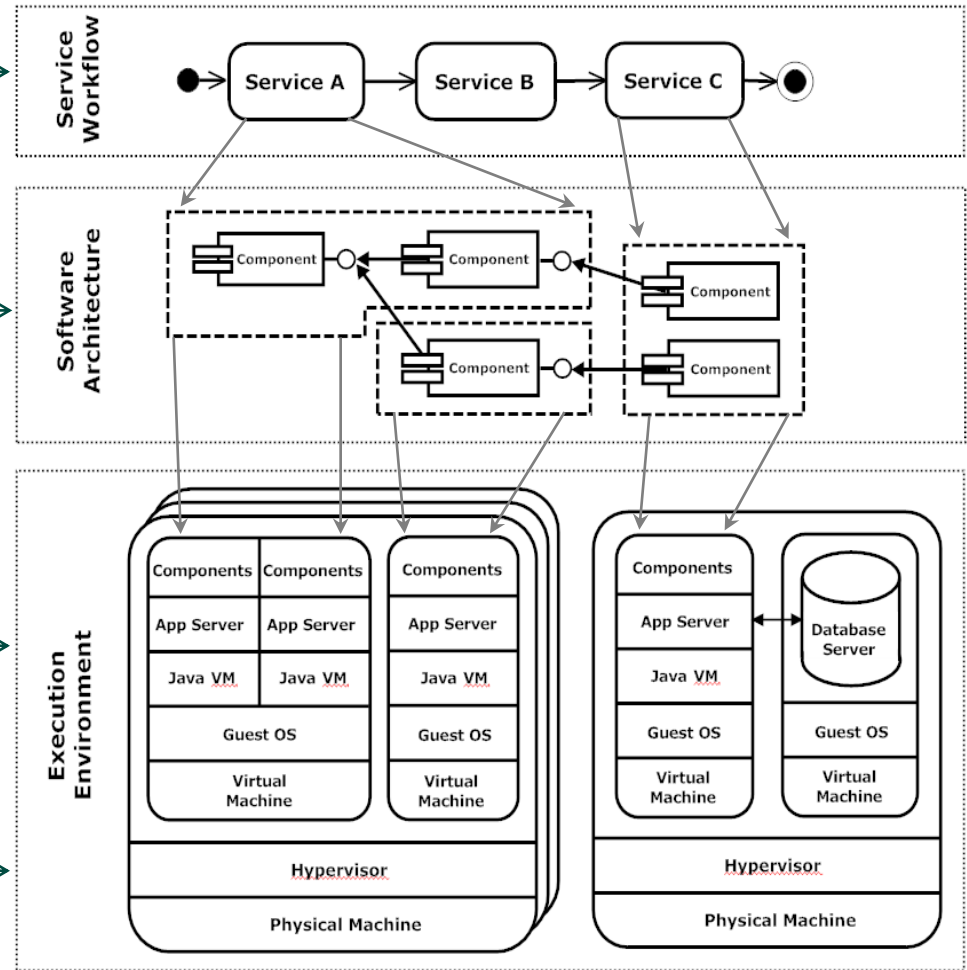 Service
Workflow
Service A
Service B
Service C
Software
Architecture
Component
Component
Component
Component
Component
Execution
Environment
Components
Components
App Server
App Server
Java VM
Java VM
Guest OS
Virtual
Machine
Components
App Server
Java VM
Guest OS
Virtual
Machine
Hypervisor
Physical Machine
Components
App Server
Java VM
Guest OS
Virtual
Machine
Database
Server
Guest OS
Virtual
Machine
Hypervisor
Physical Machine